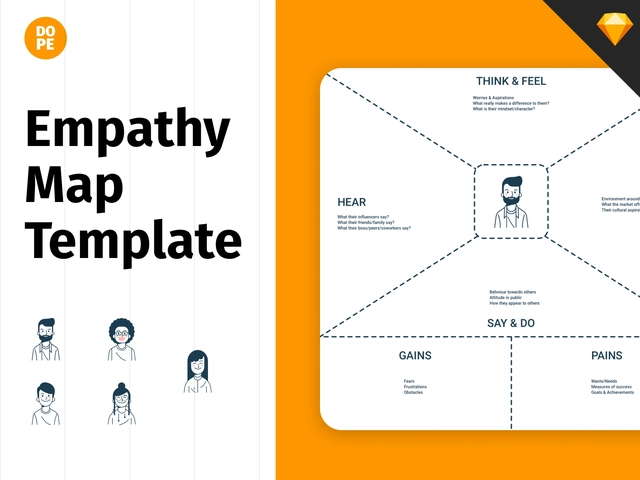 DO
PE
Empathy
Map
Template
THINK & FEEL
Worries & Aspirations
What really makes a difference to them?
What is their mindset/character?
HEAR
What their influencers say?
What their friends/family say?
What their boss/peers/coworkers say?
Environment around
What the market off
Their cultural aspira
Behviour towards others
Attitude in public
How they appear to others
SAY & DO
GAINS
Fears
Frustrations
Obstacles
PAINS
Wants/Needs
Measures of success
Goals & Achievements